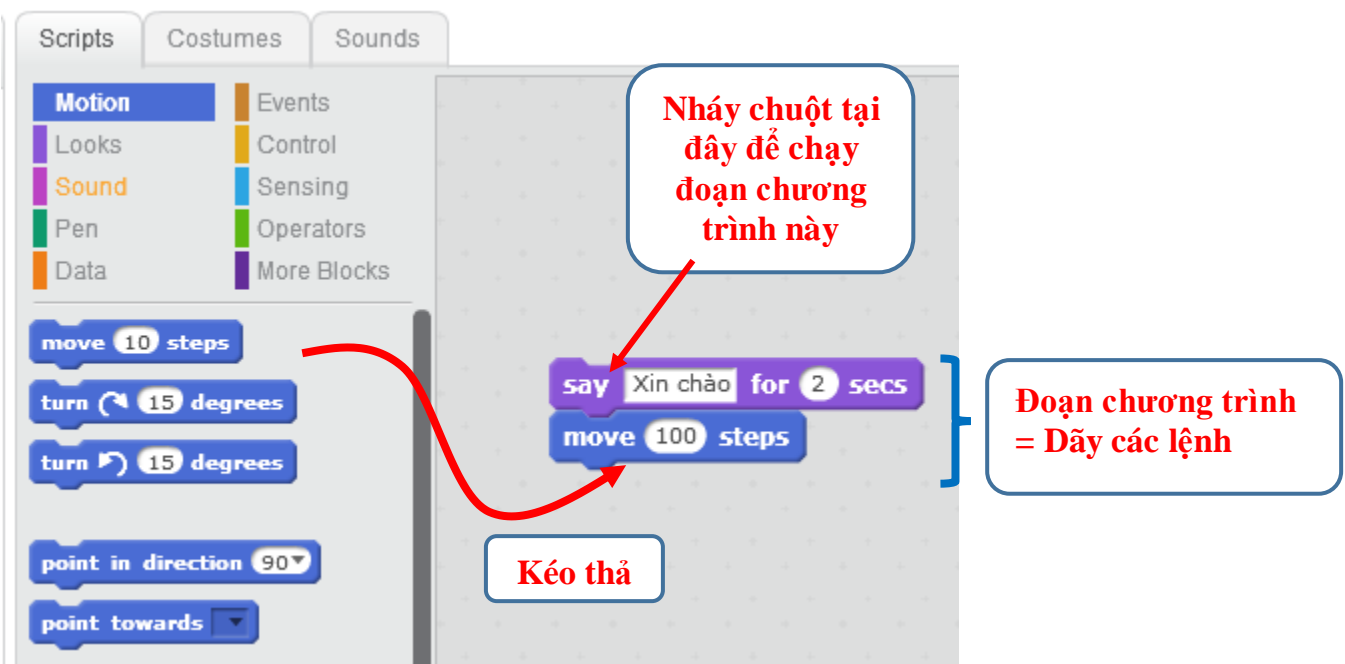 Scripts
Costumes
Sounds
Motion
Looks
Sound
Pen
Data
Events
Control
Sensing
Operators
More Blocks
move 10 steps
turn 15 degrees
turn 15 degrees
point in direction 90
point towards
Nháy chuột tại
đây để chạy
đoạn chương
trình này
say Xin chào for 2 secs
move 100 steps
Kéo thả
Đoạn chương trình
= Dãy các lệnh